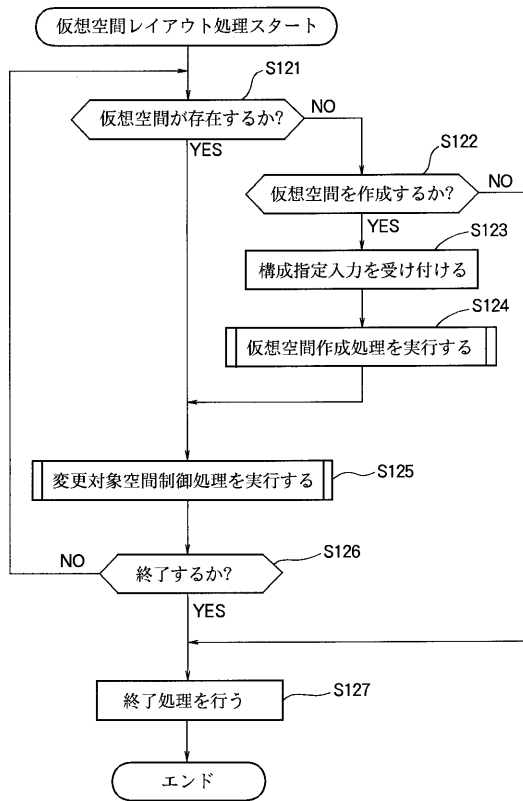 仮想空間レイアウト処理スタート
S121
仮想空間が存在するか?
NO
YES
S122
仮想空間を作成するか?
NO
YES
S123
構成指定入力を受け付ける
S124
仮想空間作成処理を実行する
変更対象空間制御処理を実行する
S125
NO
S126
終了するか?
YES
終了処理を行う
S127
エンド